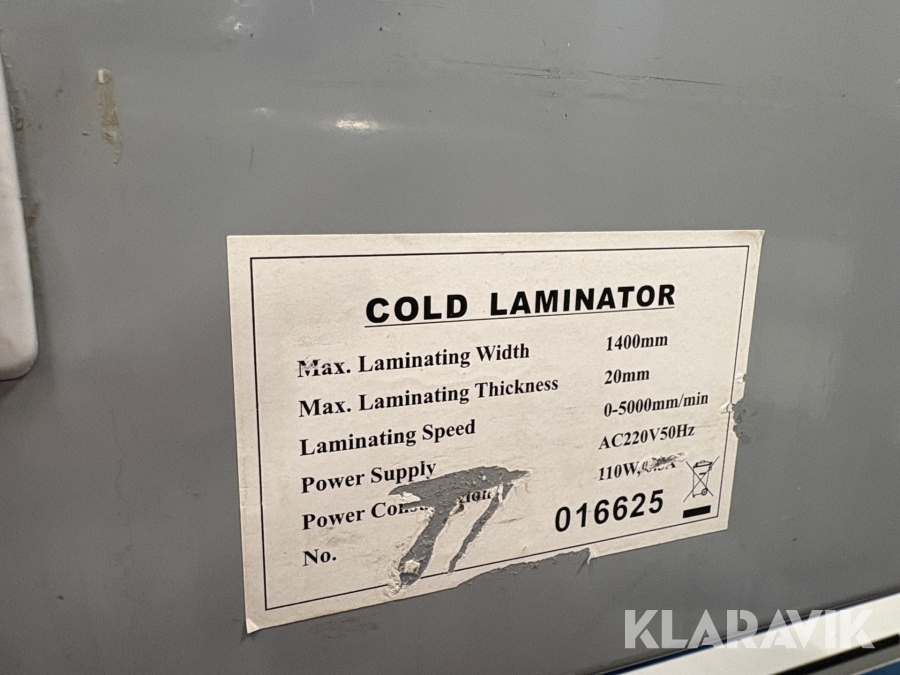 COLD LAMINATOR
Max. Laminating Width 1400mm
Max. Laminating Thickness 20mm
Laminating Speed 0-5000mm/min
Power Supply AC220V50Hz
Power 110W,
No. 016625
KLARAVIK